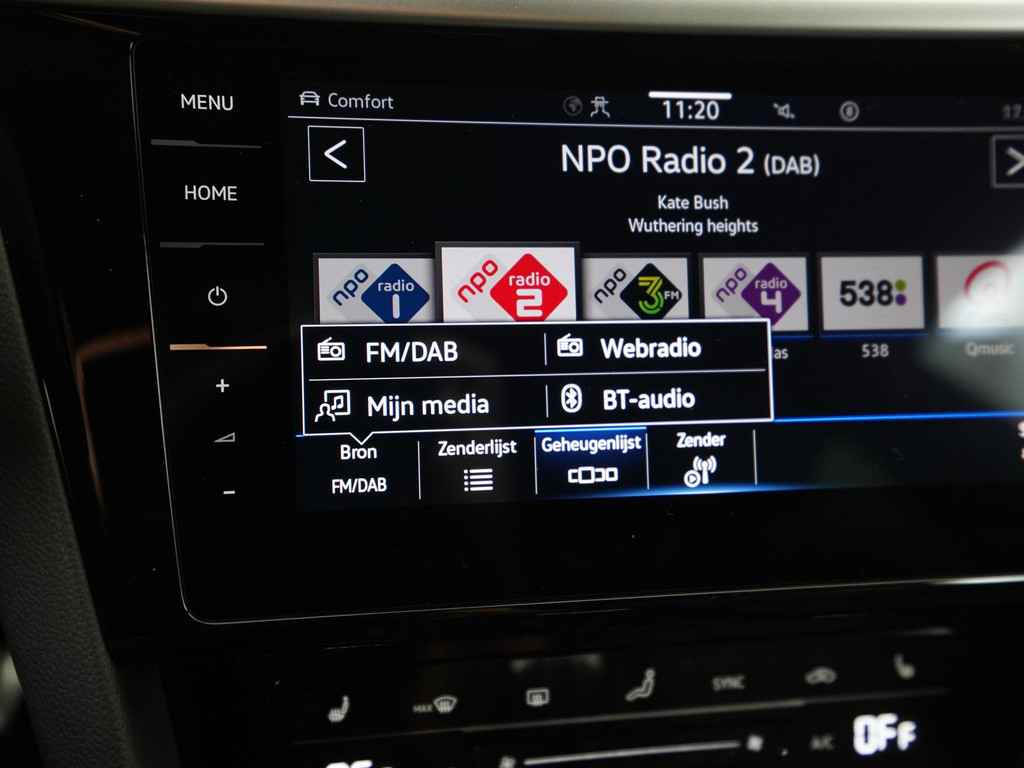 MENU
Comfort
11:20
HOME
NPO Radio 2 (DAB)
Kate Bush
Wuthering heights
npo radio 1
npo radio 2
npo 3FM
npo radio 4
538
538
Qmusic
FM/DAB
Webradio
Mijn media
BT-audio
+
-
Bron
FM/DAB
Zenderlijst
Geheugenlijst
Zender
MAX
SYNC
A/C
OFF